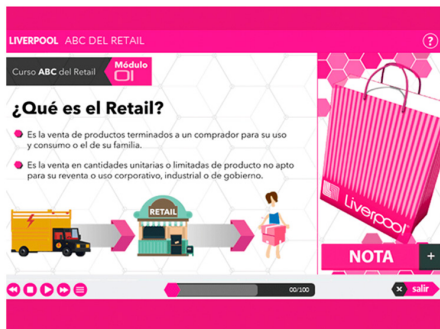 LIVERPOOL ABC DEL RETAIL
?
Curso ABC del Retail
Módulo
01
¿Qué es el Retail?
Es la venta de productos terminados a un comprador para su uso
y consumo o el de su familia.
Es la venta en cantidades unitarias o limitadas de producto no apto
para su reventa o uso corporativo, industrial o de gobierno.
RETAIL
Liverpool
NOTA +
00/100
x salir